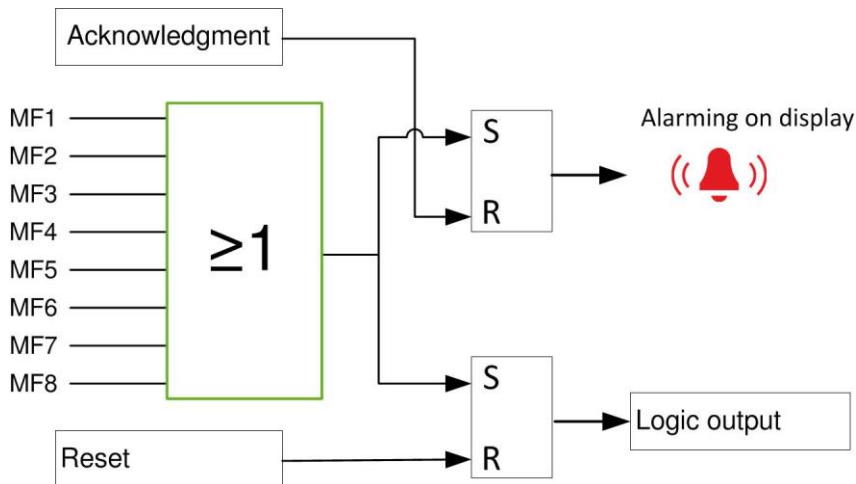 Acknowledgment
MF1
MF2
MF3
MF4
MF5
MF6
MF7
MF8
≥1
S
R
Alarming on display
S
R
Logic output
Reset